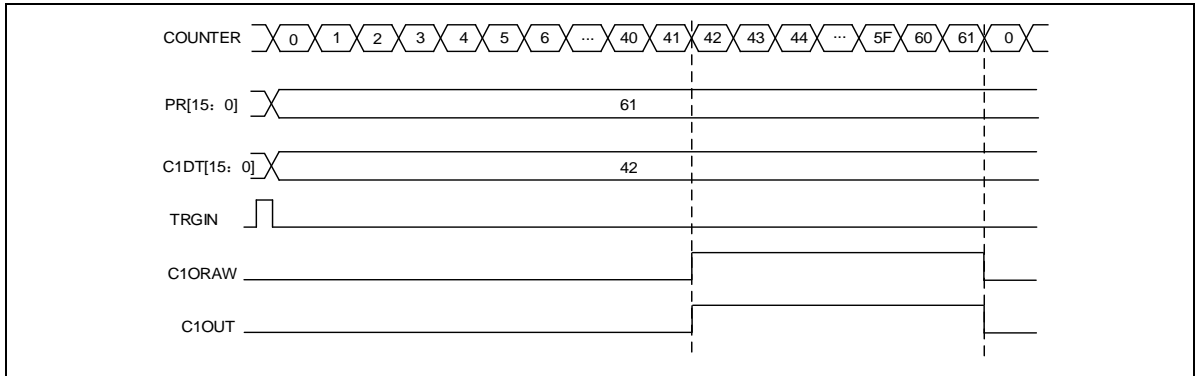 COUNTER 0 1 2 3 4 5 6 ... 40 41 42 43 44 ... 5F 60 61 0
PR[15：0] 61
C1DT[15：0] 42
TRGIN
C1ORAW
C1OUT